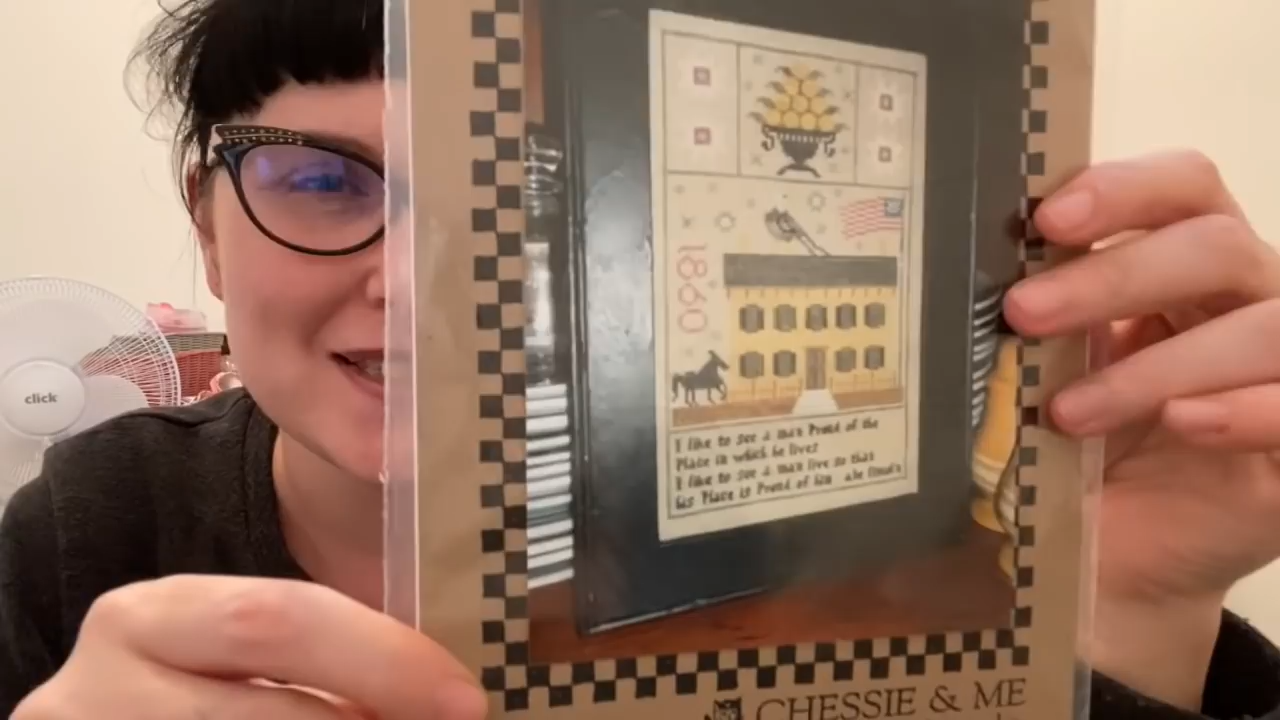 1860
I like to see a man Proud of the
Place in which he lives
I like to see a man live so that
his Place is Proud of him
CHESSIE & ME
click